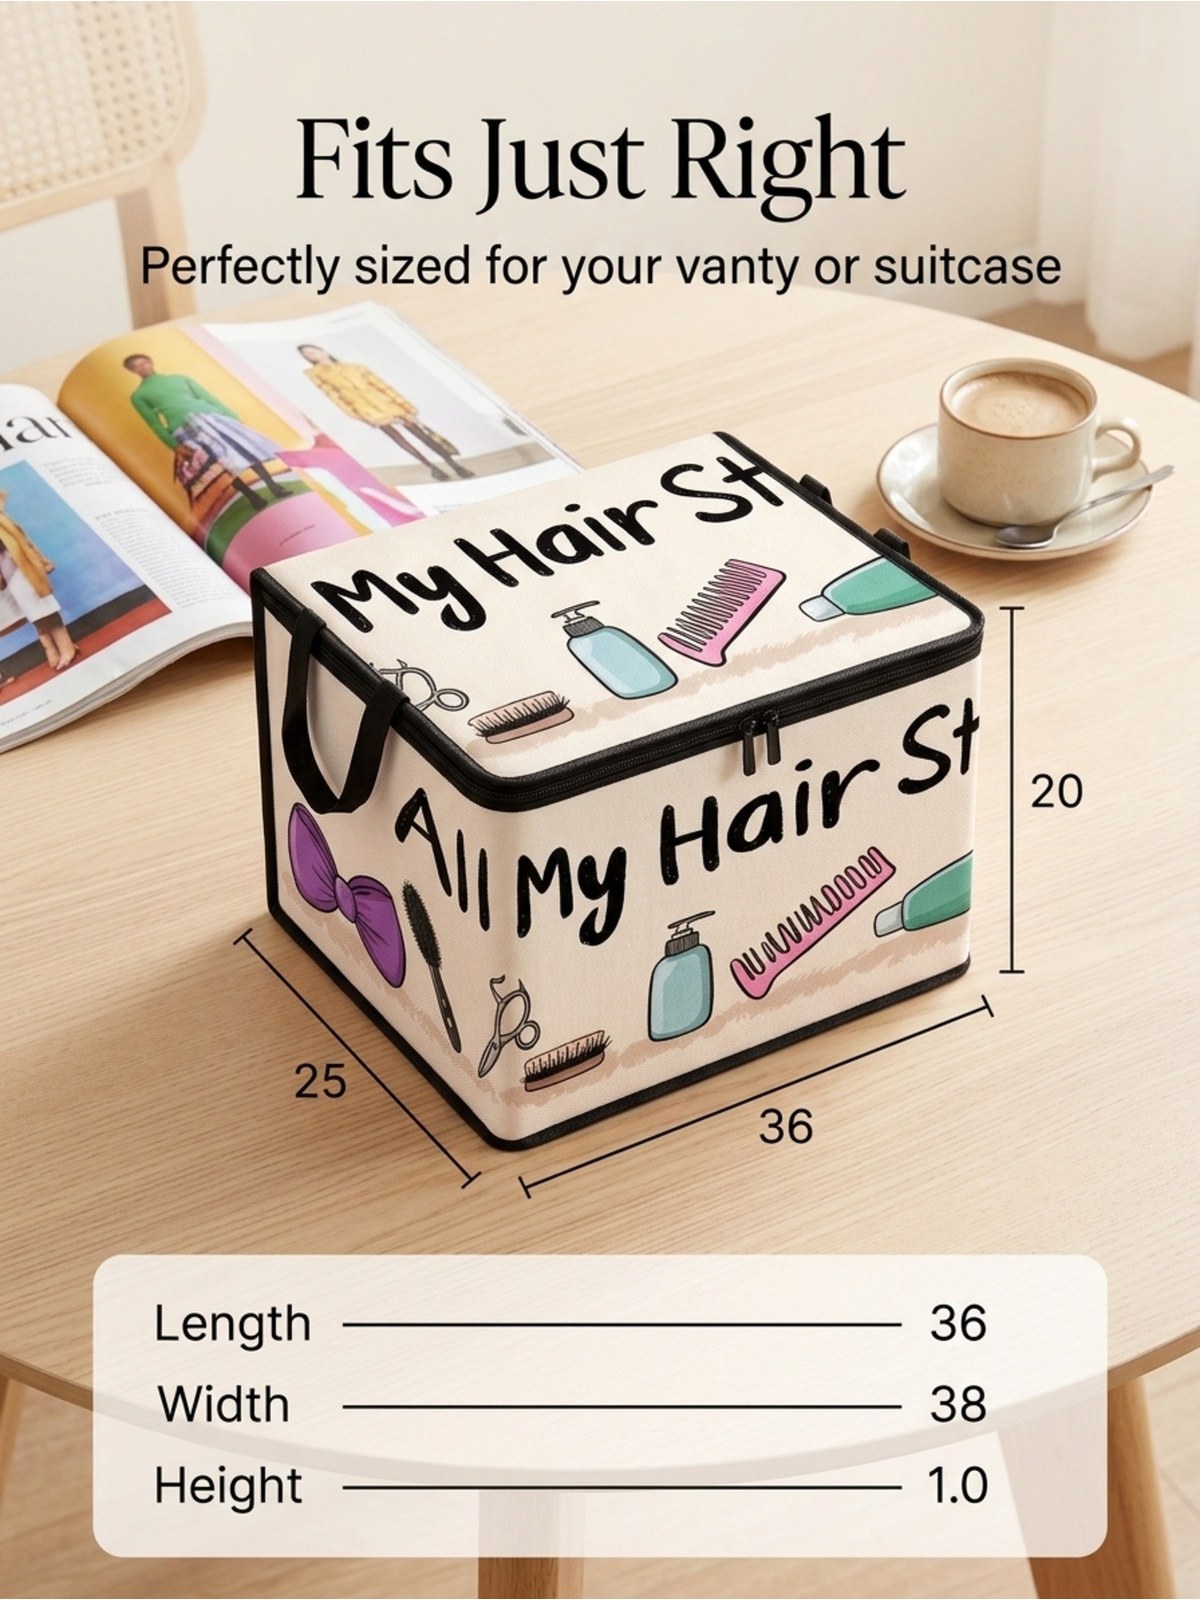 Fits Just Right
Perfectly sized for your vanty or suitcase
My Hair St
All My Hair St
20
25
36
Length 36
Width 38
Height 1.0